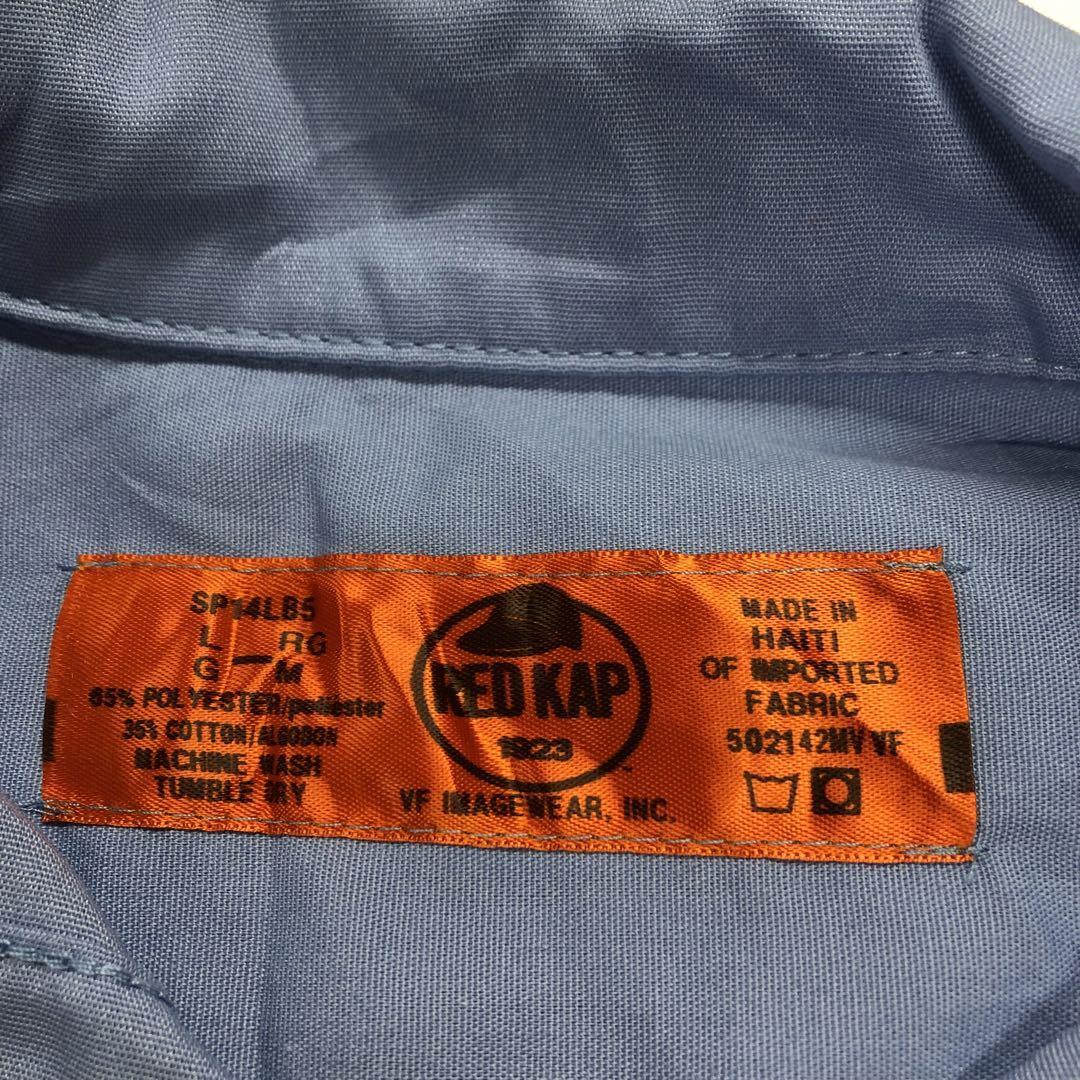 SP14LB5
L RG
G M
65% POLYESTER/poliester
35% COTTON/ALGODON
MACHINE WASH
TUMBLE DRY
RED KAP
1923
VF IMAGEWEAR, INC.
MADE IN
HAITI
OF IMPORTED
FABRIC
502142MV VF